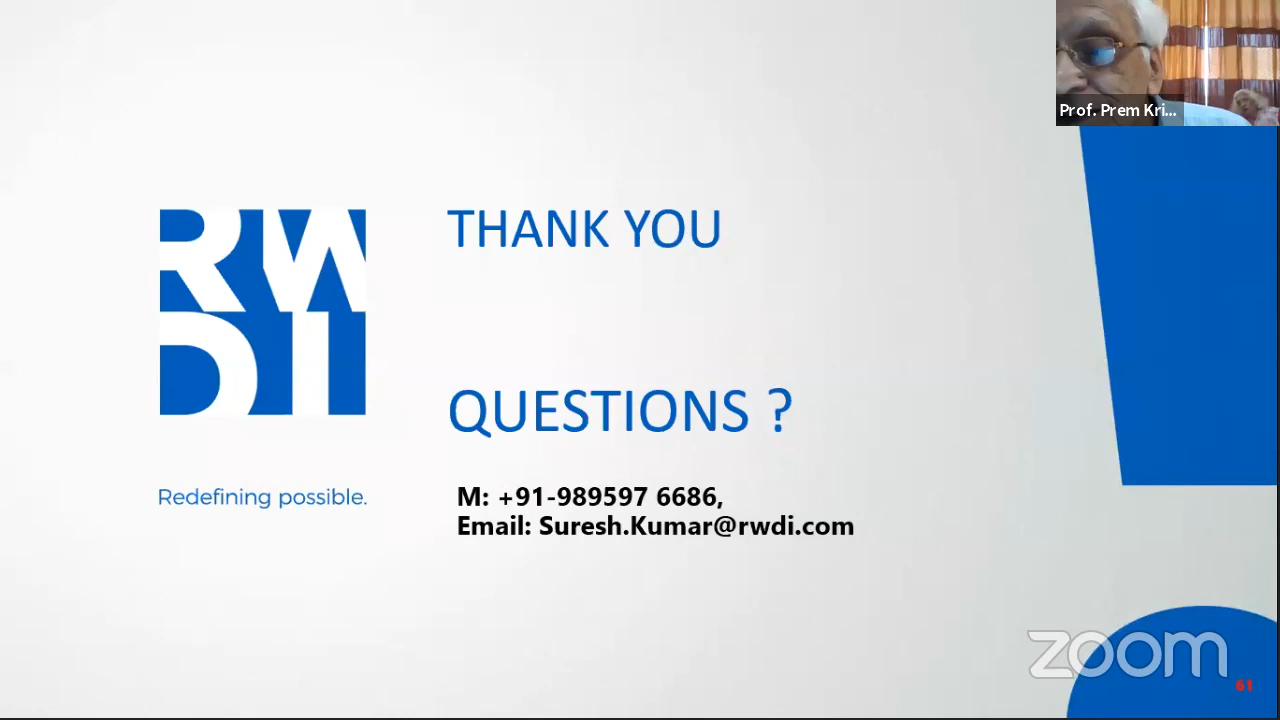 Prof. Prem Kri...
RW
DI
THANK YOU
QUESTIONS ?
Redefining possible.
M: +91-989597 6686,
Email: Suresh.Kumar@rwdi.com
zoom
61